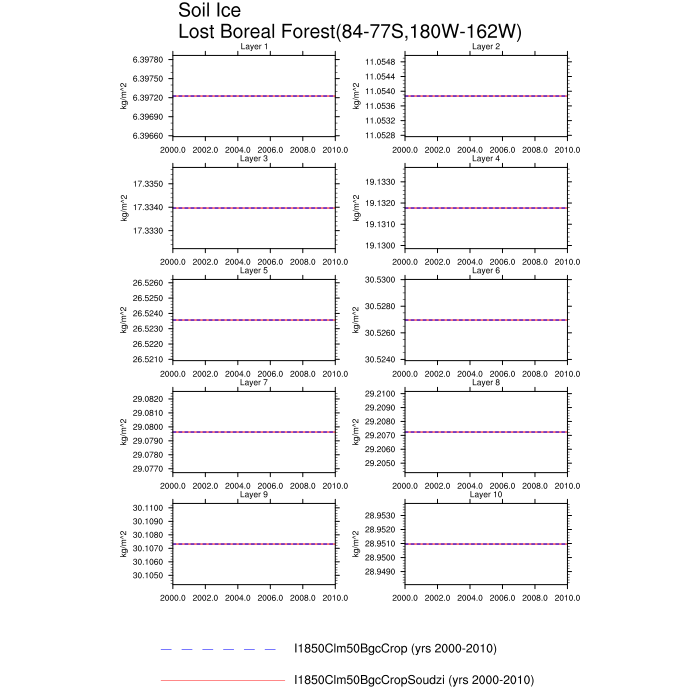 Soil Ice
Lost Boreal Forest(84-77S,180W-162W)
Layer 1
6.39780
6.39750
6.39720
6.39690
6.39660
kg/m^2
2000.0 2002.0 2004.0 2006.0 2008.0 2010.0
Layer 2
11.0548
11.0544
11.0540
11.0536
11.0532
11.0528
kg/m^2
2000.0 2002.0 2004.0 2006.0 2008.0 2010.0
Layer 3
17.3350
17.3340
17.3330
kg/m^2
2000.0 2002.0 2004.0 2006.0 2008.0 2010.0
Layer 4
19.1330
19.1320
19.1310
19.1300
kg/m^2
2000.0 2002.0 2004.0 2006.0 2008.0 2010.0
Layer 5
26.5260
26.5250
26.5240
26.5230
26.5220
26.5210
kg/m^2
2000.0 2002.0 2004.0 2006.0 2008.0 2010.0
Layer 6
30.5300
30.5280
30.5260
30.5240
kg/m^2
2000.0 2002.0 2004.0 2006.0 2008.0 2010.0
Layer 7
29.0820
29.0810
29.0800
29.0790
29.0780
29.0770
kg/m^2
2000.0 2002.0 2004.0 2006.0 2008.0 2010.0
Layer 8
29.2100
29.2090
29.2080
29.2070
29.2060
29.2050
kg/m^2
2000.0 2002.0 2004.0 2006.0 2008.0 2010.0
Layer 9
30.1100
30.1090
30.1080
30.1070
30.1060
30.1050
kg/m^2
2000.0 2002.0 2004.0 2006.0 2008.0 2010.0
Layer 10
28.9530
28.9520
28.9510
28.9500
28.9490
kg/m^2
2000.0 2002.0 2004.0 2006.0 2008.0 2010.0
I1850Clm50BgcCrop (yrs 2000-2010)
I1850Clm50BgcCropSoudzi (yrs 2000-2010)